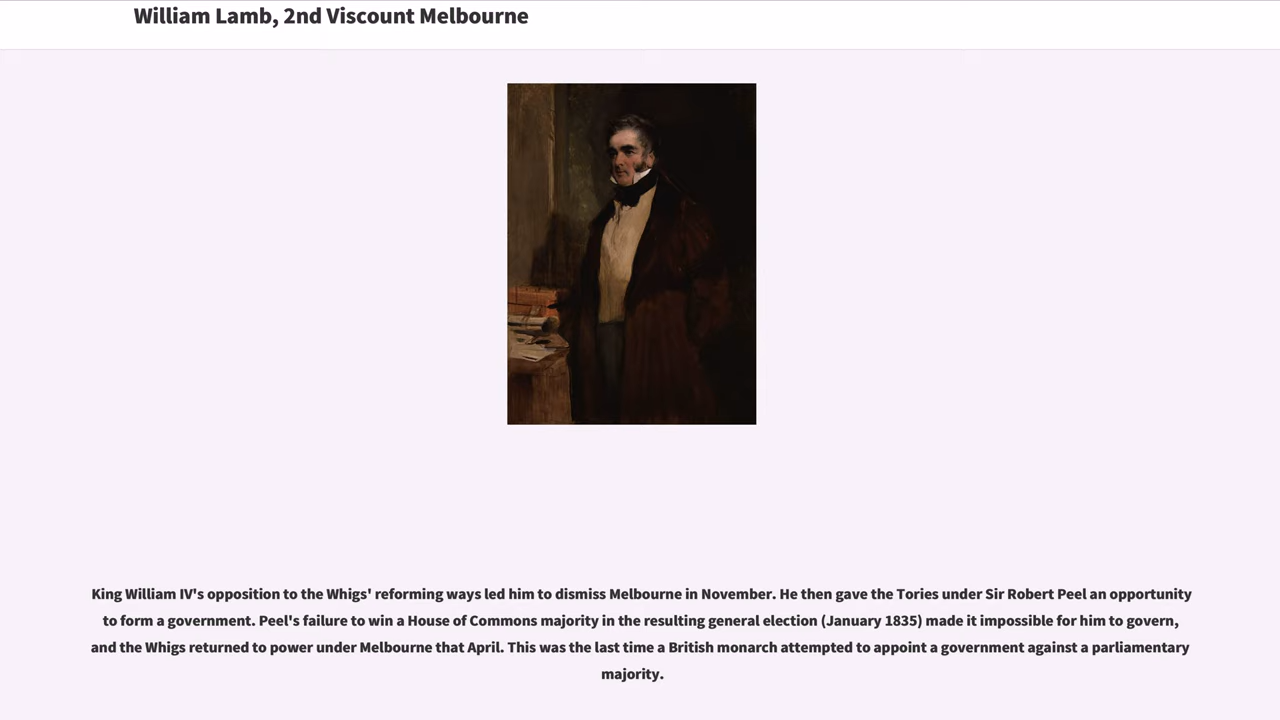 William Lamb, 2nd Viscount Melbourne
King William IV's opposition to the Whigs' reforming ways led him to dismiss Melbourne in November. He then gave the Tories under Sir Robert Peel an opportunity
to form a government. Peel's failure to win a House of Commons majority in the resulting general election (January 1835) made it impossible for him to govern,
and the Whigs returned to power under Melbourne that April. This was the last time a British monarch attempted to appoint a government against a parliamentary
majority.